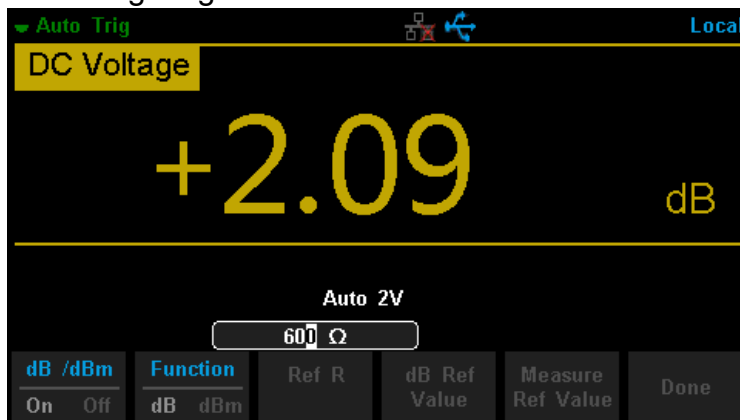 Auto Trig
Local
DC Voltage
+2.09
dB
Auto 2V
600 Ω
dB /dBm
Function
Ref R
dB Ref
Value
Measure
Ref Value
Done
On Off
dB dBm